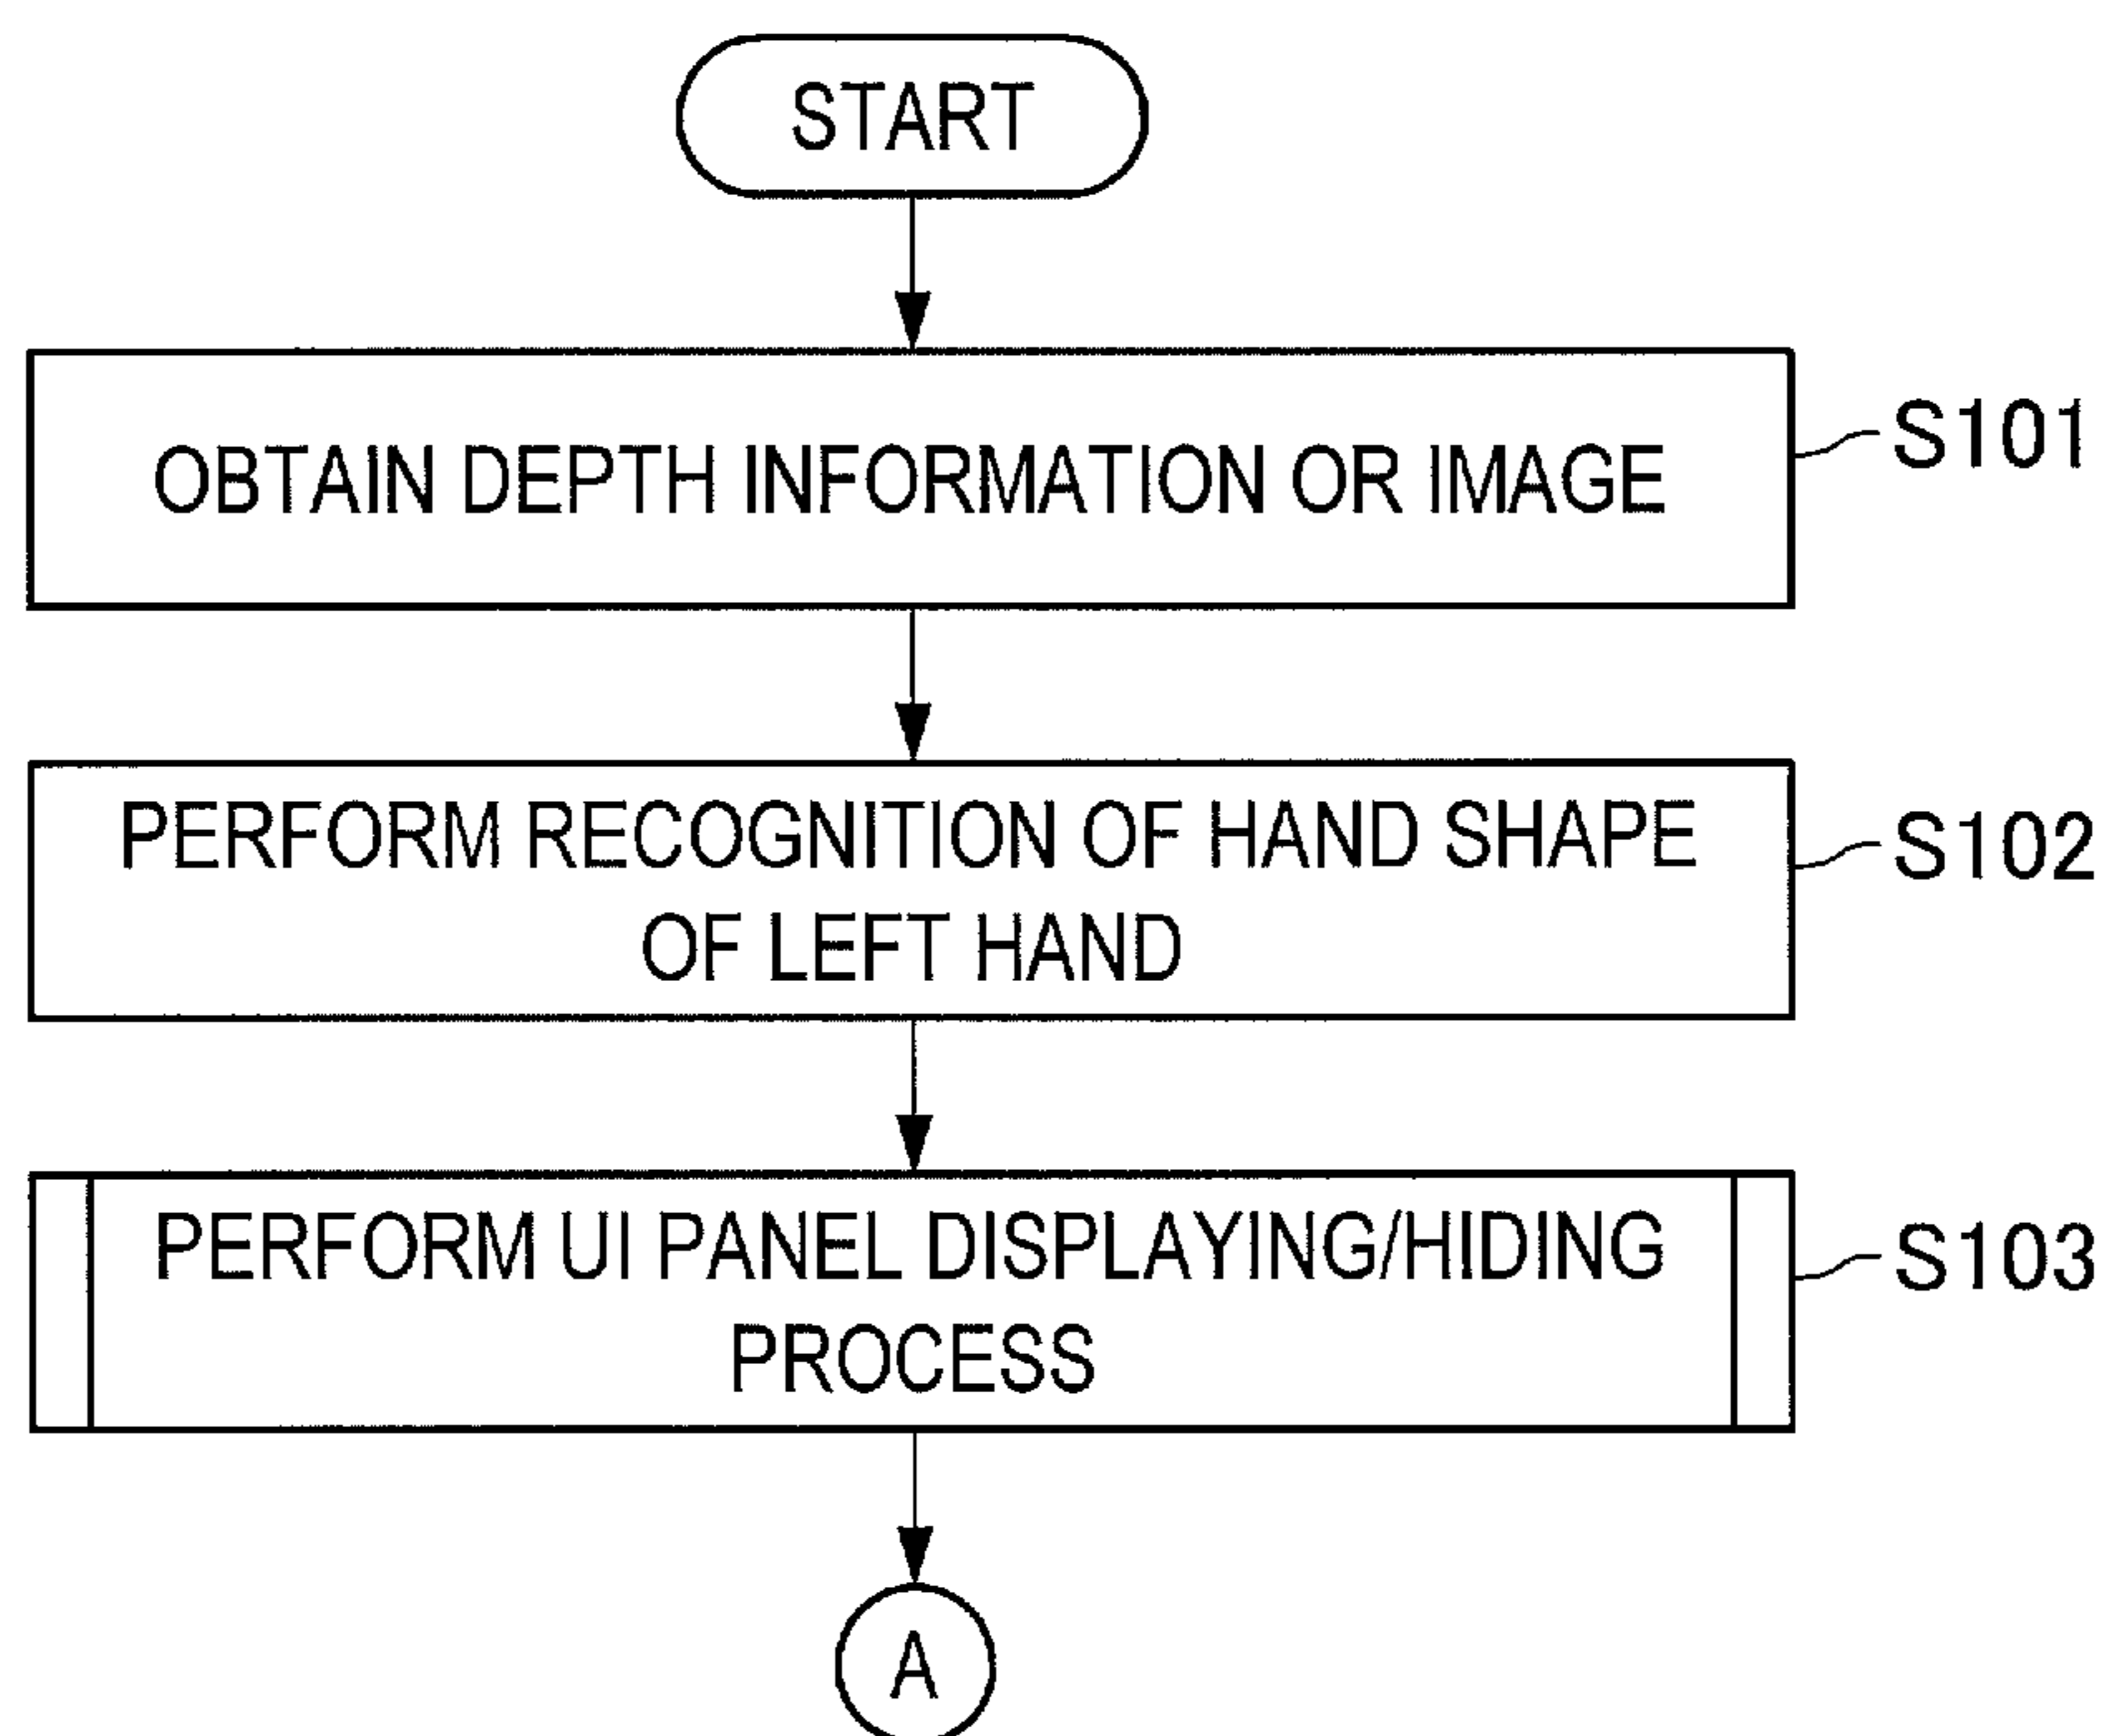 START
OBTAIN DEPTH INFORMATION OR IMAGE
S101
PERFORM RECOGNITION OF HAND SHAPE
OF LEFT HAND
S102
PERFORM UI PANEL DISPLAYING/HIDING
PROCESS
S103
A